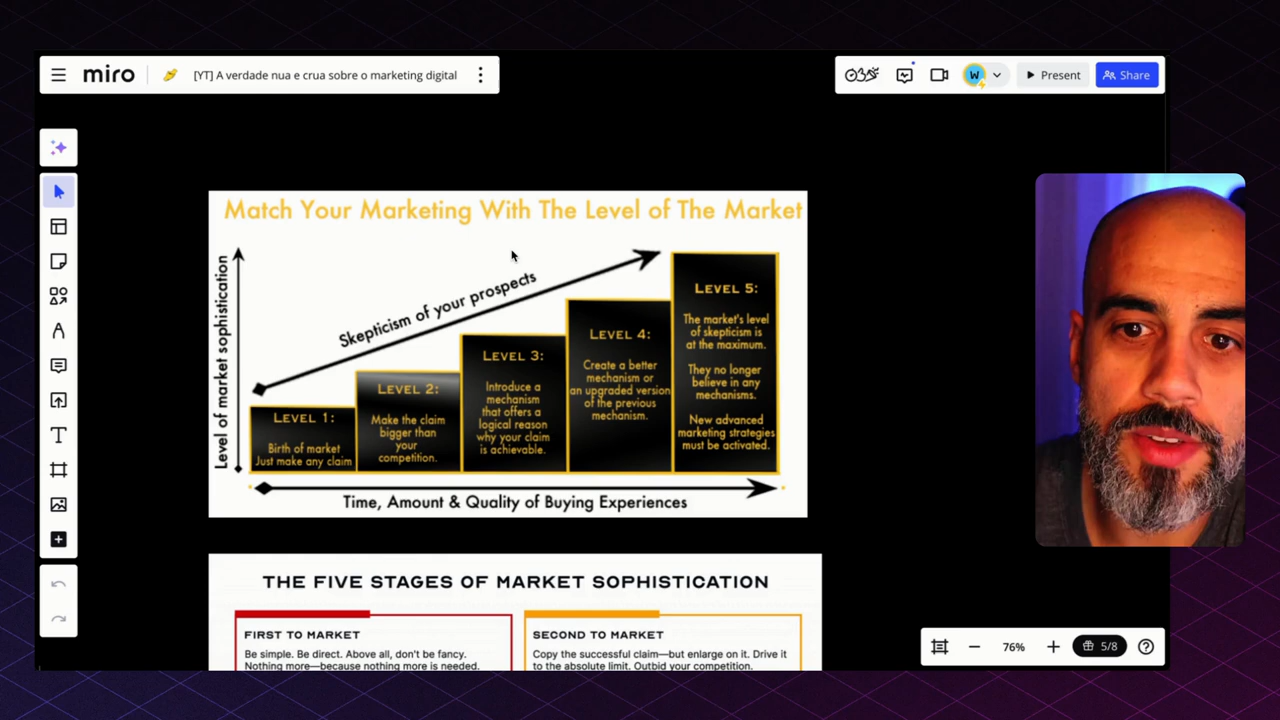 miro
[YT] A verdade nua e crua sobre o marketing digital
W
Present
Share
Match Your Marketing With The Level of The Market
Level of market sophistication
Skepticism of your prospects
LEVEL 1:
Birth of market
Just make any claim
LEVEL 2:
Make the claim
bigger than
your
competition.
LEVEL 3:
Introduce a
mechanism
that offers a
logical reason
why your claim
is achievable.
LEVEL 4:
Create a better
mechanism or
an upgraded version
of the previous
mechanism.
LEVEL 5:
The market's level
of skepticism is
at the maximum.
They no longer
believe in any
mechanisms.
New advanced
marketing strategies
must be activated.
Time, Amount & Quality of Buying Experiences
THE FIVE STAGES OF MARKET SOPHISTICATION
FIRST TO MARKET
Be simple. Be direct. Above all, don't be fancy.
Nothing more—because nothing more is needed.
SECOND TO MARKET
Copy the successful claim—but enlarge on it. Drive it
to the absolute limit. Outbid your competition.
76%
5/8